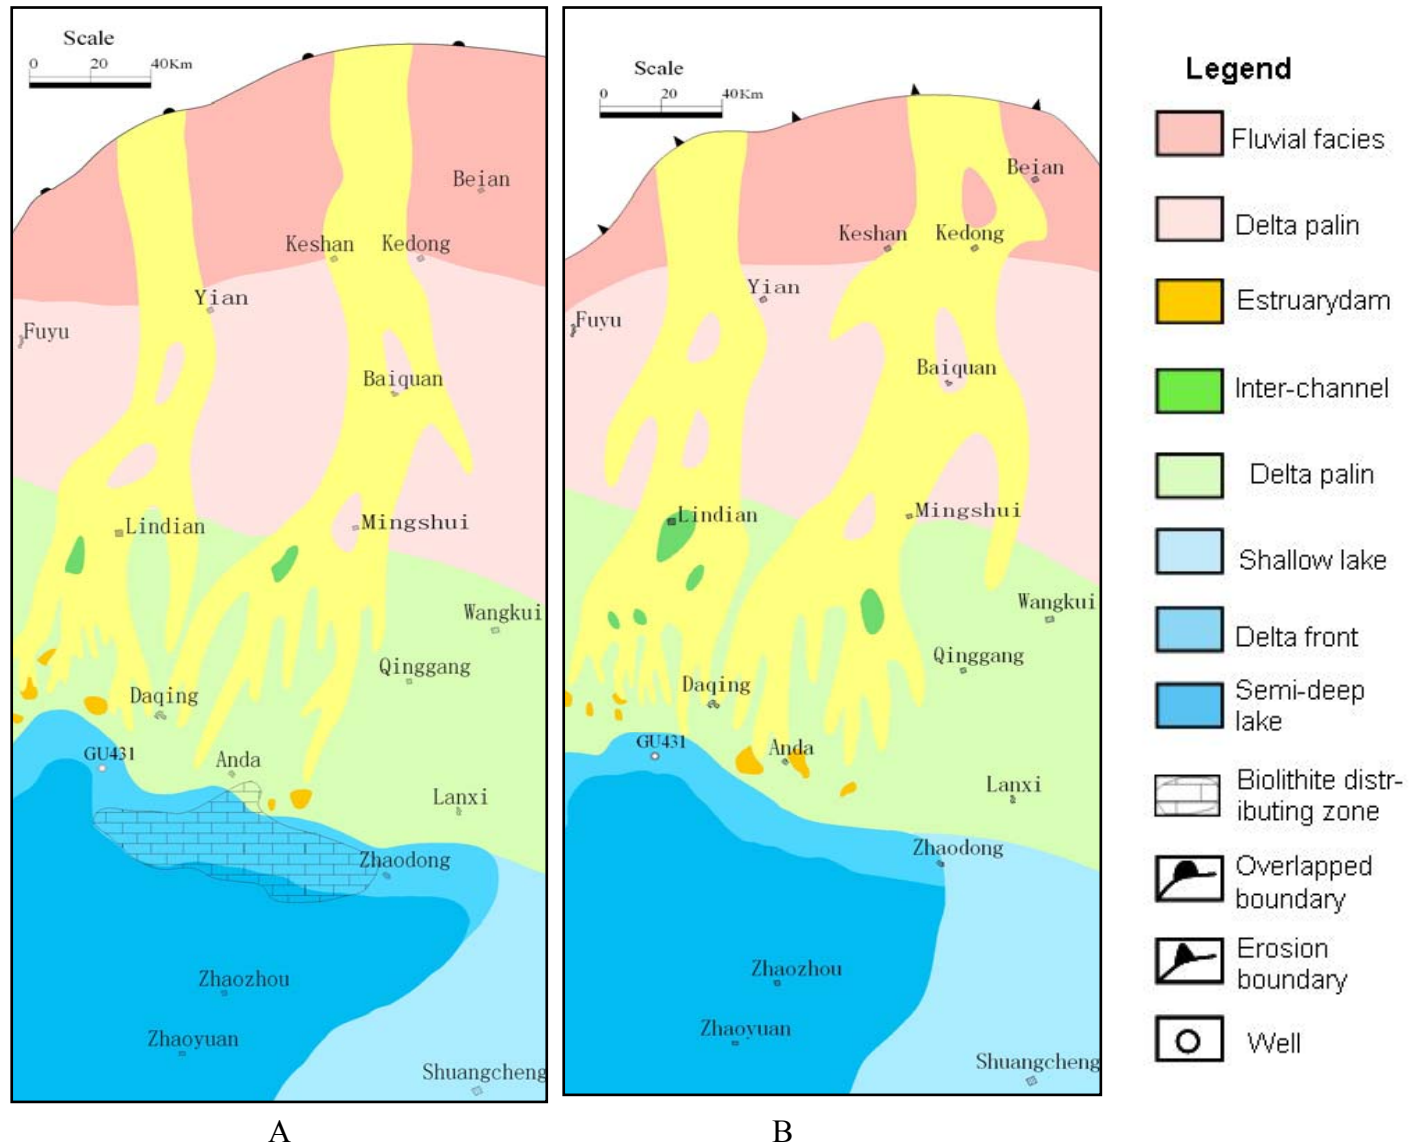 Scale
0 20 40Km
Beian
Keshan Kedong
Yian
Fuyu
Baiquan
Lindian
Mingshui
Wangkui
Qinggang
Daqing
GU431
Anda
Lanxi
Zhaodong
Zhaozhou
Zhaoyuan
Shuangcheng
A
Scale
0 20 40Km
Beian
Keshan Kedong
Yian
Fuyu
Baiquan
Lindian
Mingshui
Wangkui
Qinggang
Daqing
GU431
Anda
Lanxi
Zhaodong
Zhaozhou
Zhaoyuan
Shuangcheng
B
Legend
Fluvial facies
Delta palin
Estruarydam
Inter-channel
Delta palin
Shallow lake
Delta front
Semi-deep
lake
Biolithite distr-
ibuting zone
Overlapped
boundary
Erosion
boundary
Well